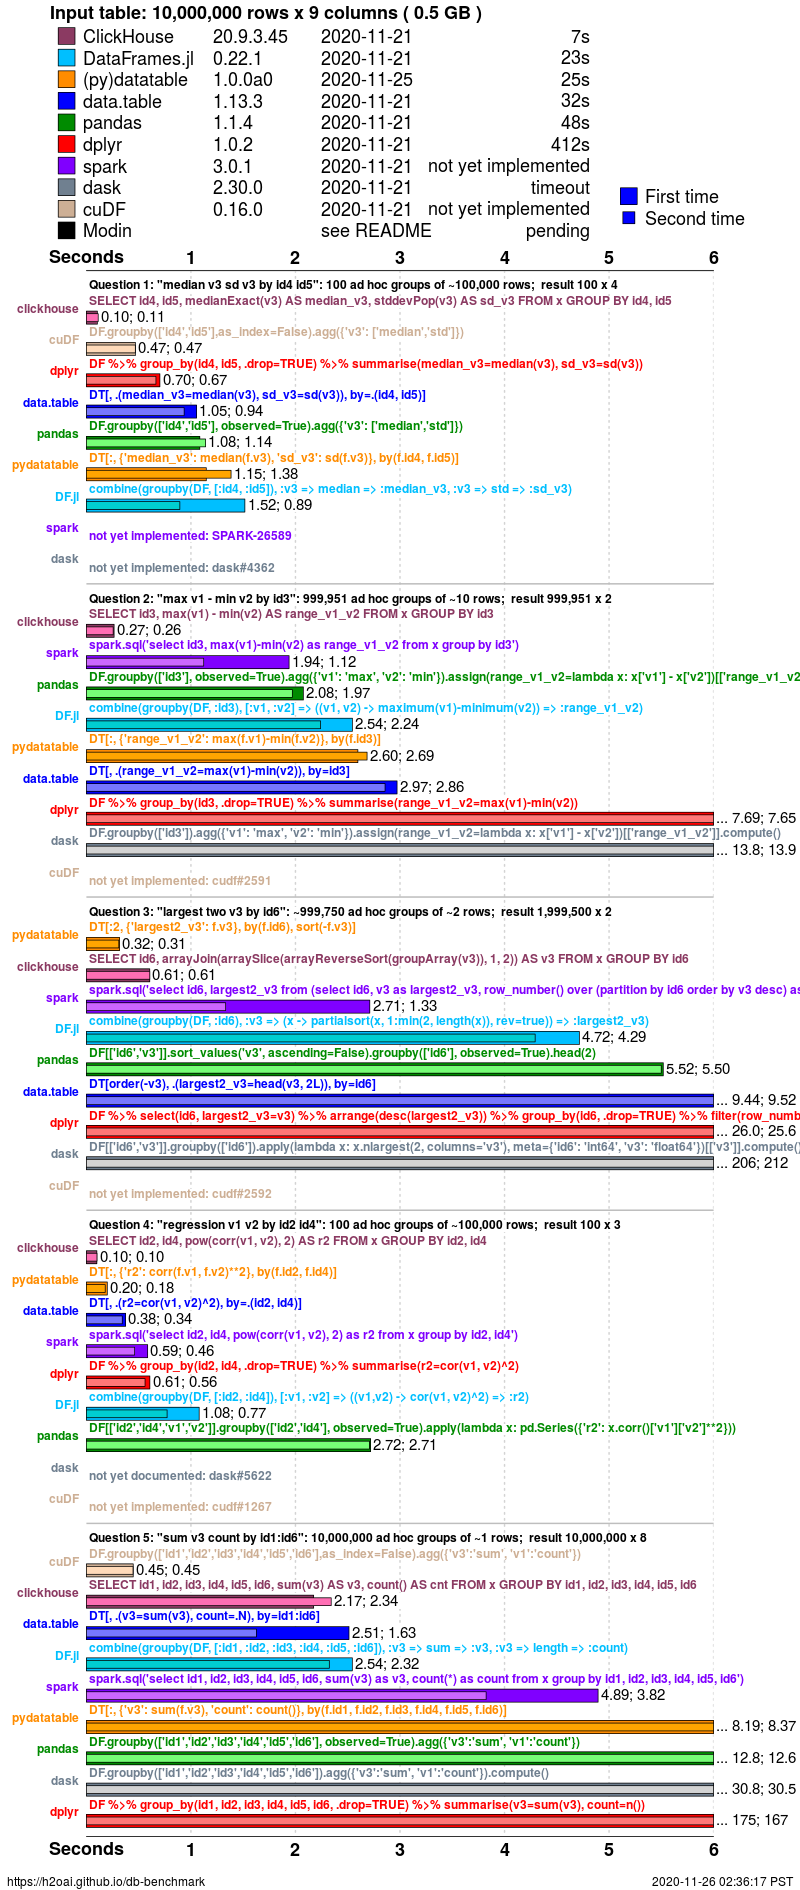 Input table: 10,000,000 rows x 9 columns ( 0.5 GB )
ClickHouse 20.9.3.45 2020-11-21 7s
DataFrames.jl 0.22.1 2020-11-21 23s
(py)datatable 1.0.0a0 2020-11-25 25s
data.table 1.13.3 2020-11-21 32s
pandas 1.1.4 2020-11-21 48s
dplyr 1.0.2 2020-11-21 412s
spark 3.0.1 2020-11-21 not yet implemented
dask 2.30.0 2020-11-21 timeout
cuDF 0.16.0 2020-11-21 not yet implemented
Modin see README pending
First time
Second time
Seconds 1 2 3 4 5 6
Question 1: "median v3 sd v3 by id4 id5": 100 ad hoc groups of ~100,000 rows; result 100 x 4
SELECT id4, id5, medianExact(v3) AS median_v3, stddevPop(v3) AS sd_v3 FROM x GROUP BY id4, id5
clickhouse 0.10; 0.11
DF.groupby(['id4','id5'],as_index=False).agg({'v3': ['median','std']})
cuDF 0.47; 0.47
DF %>% group_by(id4, id5, .drop=TRUE) %>% summarise(median_v3=median(v3), sd_v3=sd(v3))
dplyr 0.70; 0.67
DT[, .(median_v3=median(v3), sd_v3=sd(v3)), by=.(id4, id5)]
data.table 1.05; 0.94
DF.groupby(['id4','id5'], observed=True).agg({'v3': ['median','std']})
pandas 1.08; 1.14
DT[:, {'median_v3': median(f.v3), 'sd_v3': sd(f.v3)}, by(f.id4, f.id5)]
pydatatable 1.15; 1.38
combine(groupby(DF, [:id4, :id5]), :v3 => median => :median_v3, :v3 => std => :sd_v3)
DF.jl 1.52; 0.89
spark not yet implemented: SPARK-26589
dask not yet implemented: dask#4362
Question 2: "max v1 - min v2 by id3": 999,951 ad hoc groups of ~10 rows; result 999,951 x 2
SELECT id3, max(v1) - min(v2) AS range_v1_v2 FROM x GROUP BY id3
clickhouse 0.27; 0.26
spark.sql('select id3, max(v1)-min(v2) as range_v1_v2 from x group by id3')
spark 1.94; 1.12
DF.groupby(['id3'], observed=True).agg({'v1': 'max', 'v2': 'min'}).assign(range_v1_v2=lambda x: x['v1'] - x['v2'])[['range_v1_v2
pandas 2.08; 1.97
combine(groupby(DF, :id3), [:v1, :v2] => ((v1, v2) -> maximum(v1)-minimum(v2)) => :range_v1_v2)
DF.jl 2.54; 2.24
DT[:, {'range_v1_v2': max(f.v1)-min(f.v2)}, by(f.id3)]
pydatatable 2.60; 2.69
DT[, .(range_v1_v2=max(v1)-min(v2)), by=id3]
data.table 2.97; 2.86
DF %>% group_by(id3, .drop=TRUE) %>% summarise(range_v1_v2=max(v1)-min(v2))
dplyr ... 7.69; 7.65
DF.groupby(['id3']).agg({'v1': 'max', 'v2': 'min'}).assign(range_v1_v2=lambda x: x['v1'] - x['v2'])[['range_v1_v2']].compute()
dask ... 13.8; 13.9
cuDF not yet implemented: cudf#2591
Question 3: "largest two v3 by id6": ~999,750 ad hoc groups of ~2 rows; result 1,999,500 x 2
DT[:2, {'largest2_v3': f.v3}, by(f.id6), sort(-f.v3)]
pydatatable 0.32; 0.31
SELECT id6, arrayJoin(arraySlice(arrayReverseSort(groupArray(v3)), 1, 2)) AS v3 FROM x GROUP BY id6
clickhouse 0.61; 0.61
spark.sql('select id6, largest2_v3 from (select id6, v3 as largest2_v3, row_number() over (partition by id6 order by v3 desc) as
spark 2.71; 1.33
combine(groupby(DF, :id6), :v3 => (x -> partialsort(x, 1:min(2, length(x)), rev=true)) => :largest2_v3)
DF.jl 4.72; 4.29
DF[['id6','v3']].sort_values('v3', ascending=False).groupby(['id6'], observed=True).head(2)
pandas 5.52; 5.50
DT[order(-v3), .(largest2_v3=head(v3, 2L)), by=id6]
data.table ... 9.44; 9.52
DF %>% select(id6, largest2_v3=v3) %>% arrange(desc(largest2_v3)) %>% group_by(id6, .drop=TRUE) %>% filter(row_numb
dplyr ... 26.0; 25.6
DF[['id6','v3']].groupby(['id6']).apply(lambda x: x.nlargest(2, columns='v3'), meta={'id6': 'int64', 'v3': 'float64'})[['v3']].compute()
dask ... 206; 212
cuDF not yet implemented: cudf#2592
Question 4: "regression v1 v2 by id2 id4": 100 ad hoc groups of ~100,000 rows; result 100 x 3
SELECT id2, id4, pow(corr(v1, v2), 2) AS r2 FROM x GROUP BY id2, id4
clickhouse 0.10; 0.10
DT[:, {'r2': corr(f.v1, f.v2)**2}, by(f.id2, f.id4)]
pydatatable 0.20; 0.18
DT[, .(r2=cor(v1, v2)^2), by=.(id2, id4)]
data.table 0.38; 0.34
spark.sql('select id2, id4, pow(corr(v1, v2), 2) as r2 from x group by id2, id4')
spark 0.59; 0.46
DF %>% group_by(id2, id4, .drop=TRUE) %>% summarise(r2=cor(v1, v2)^2)
dplyr 0.61; 0.56
combine(groupby(DF, [:id2, :id4]), [:v1, :v2] => ((v1,v2) -> cor(v1, v2)^2) => :r2)
DF.jl 1.08; 0.77
DF[['id2','id4','v1','v2']].groupby(['id2','id4'], observed=True).apply(lambda x: pd.Series({'r2': x.corr()['v1']['v2']**2}))
pandas 2.72; 2.71
dask not yet documented: dask#5622
cuDF not yet implemented: cudf#1267
Question 5: "sum v3 count by id1:id6": 10,000,000 ad hoc groups of ~1 rows; result 10,000,000 x 8
DF.groupby(['id1','id2','id3','id4','id5','id6'],as_index=False).agg({'v3':'sum', 'v1':'count'})
cuDF 0.45; 0.45
SELECT id1, id2, id3, id4, id5, id6, sum(v3) AS v3, count() AS cnt FROM x GROUP BY id1, id2, id3, id4, id5, id6
clickhouse 2.17; 2.34
DT[, .(v3=sum(v3), count=.N), by=id1:id6]
data.table 2.51; 1.63
combine(groupby(DF, [:id1, :id2, :id3, :id4, :id5, :id6]), :v3 => sum => :v3, :v3 => length => :count)
DF.jl 2.54; 2.32
spark.sql('select id1, id2, id3, id4, id5, id6, sum(v3) as v3, count(*) as count from x group by id1, id2, id3, id4, id5, id6')
spark 4.89; 3.82
DT[:, {'v3': sum(f.v3), 'count': count()}, by(f.id1, f.id2, f.id3, f.id4, f.id5, f.id6)]
pydatatable ... 8.19; 8.37
DF.groupby(['id1','id2','id3','id4','id5','id6'], observed=True).agg({'v3':'sum', 'v1':'count'})
pandas ... 12.8; 12.6
DF.groupby(['id1','id2','id3','id4','id5','id6']).agg({'v3':'sum', 'v1':'count'}).compute()
dask ... 30.8; 30.5
DF %>% group_by(id1, id2, id3, id4, id5, id6, .drop=TRUE) %>% summarise(v3=sum(v3), count=n())
dplyr ... 175; 167
Seconds 1 2 3 4 5 6
https://h2oai.github.io/db-benchmark 2020-11-26 02:36:17 PST